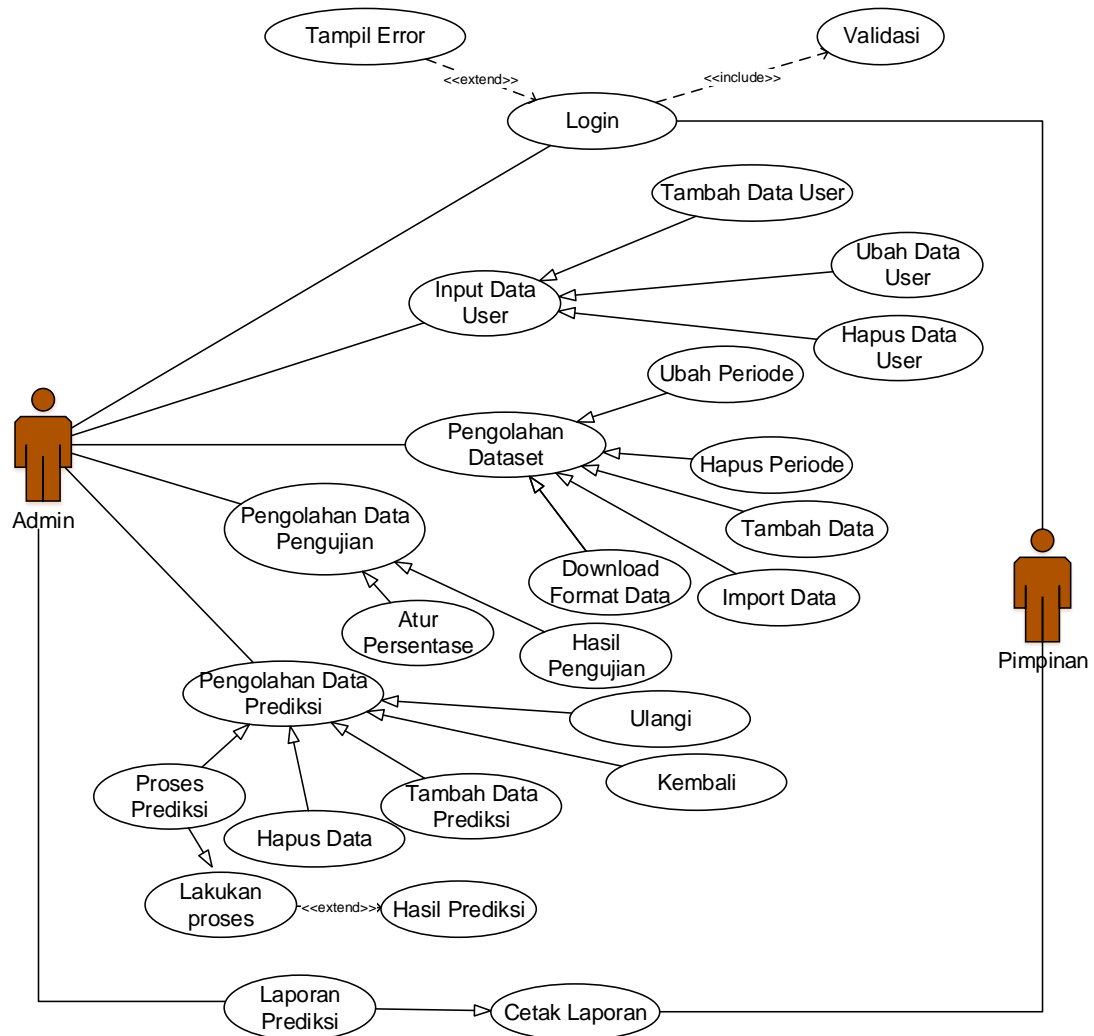 Tampil Error
Validasi
<<extend>>
<<include>>
Login
Tambah Data User
Ubah Data
User
Input Data
User
Hapus Data
User
Ubah Periode
Pengolahan
Dataset
Hapus Periode
Admin
Pengolahan Data
Pengujian
Tambah Data
Download
Format Data
Import Data
Atur
Persentase
Hasil
Pengujian
Pimpinan
Pengolahan Data
Prediksi
Ulangi
Proses
Prediksi
Tambah Data
Prediksi
Kembali
Hapus Data
Lakukan
proses
<<extend>>
Hasil Prediksi
Laporan
Prediksi
Cetak Laporan